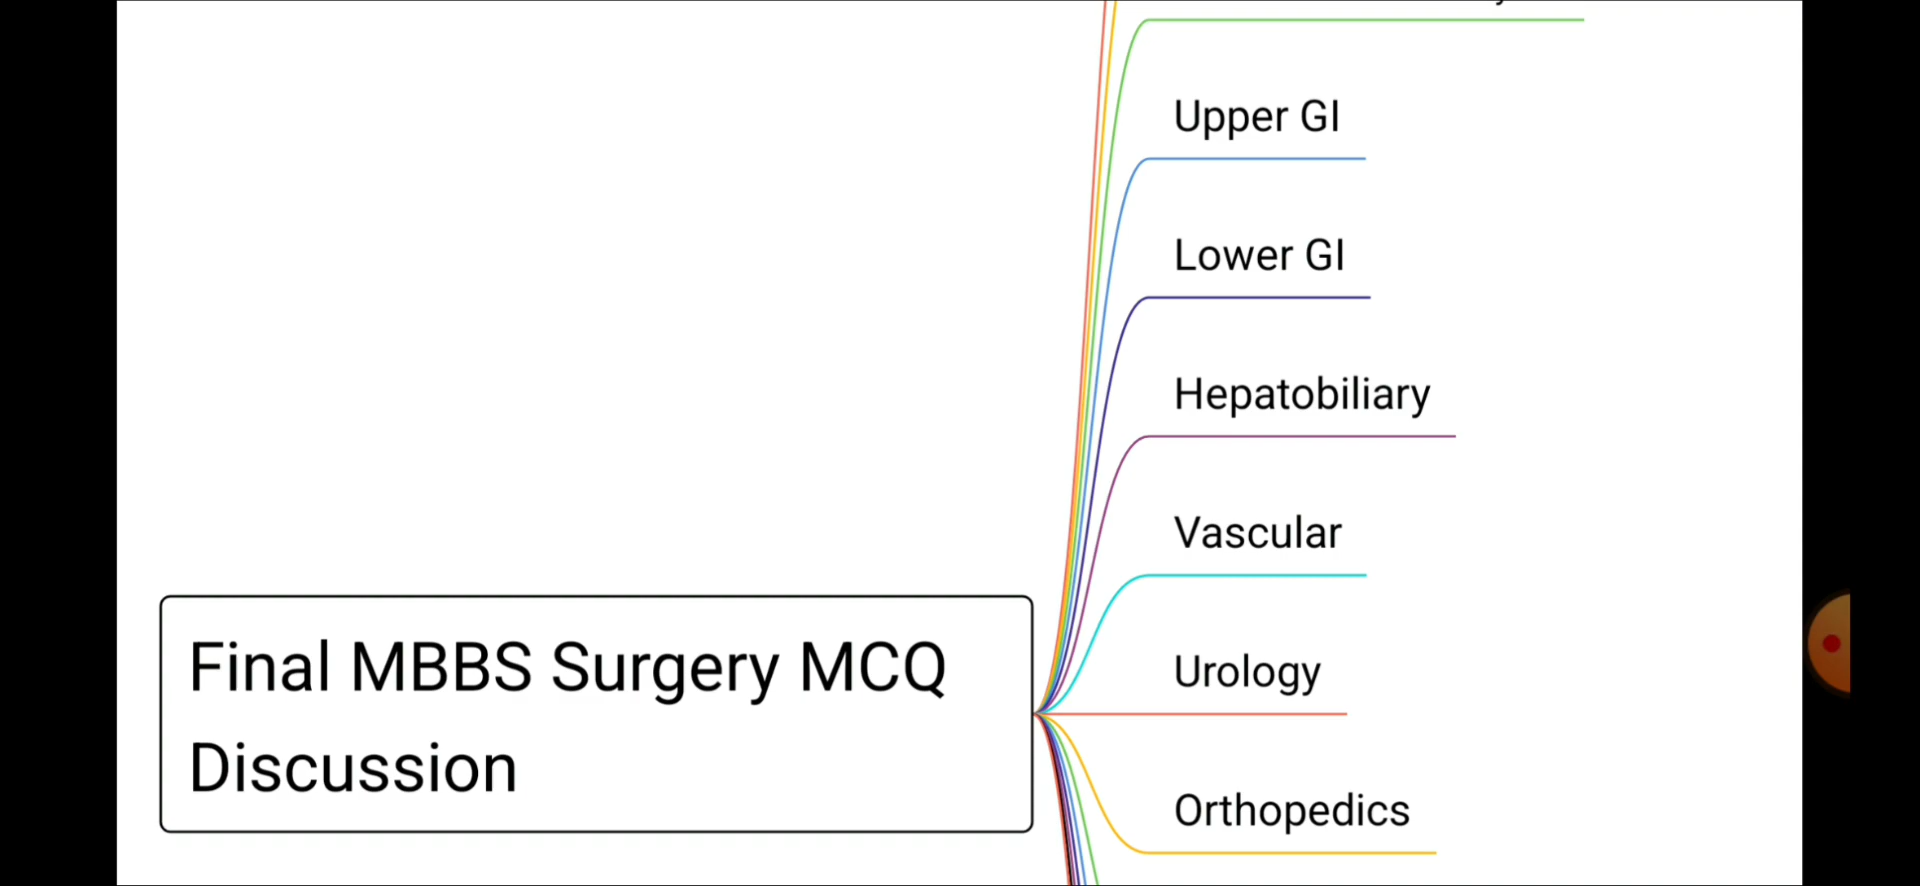 Upper GI
Lower GI
Hepatobiliary
Vascular
Final MBBS Surgery MCQ
Discussion
Urology
Orthopedics